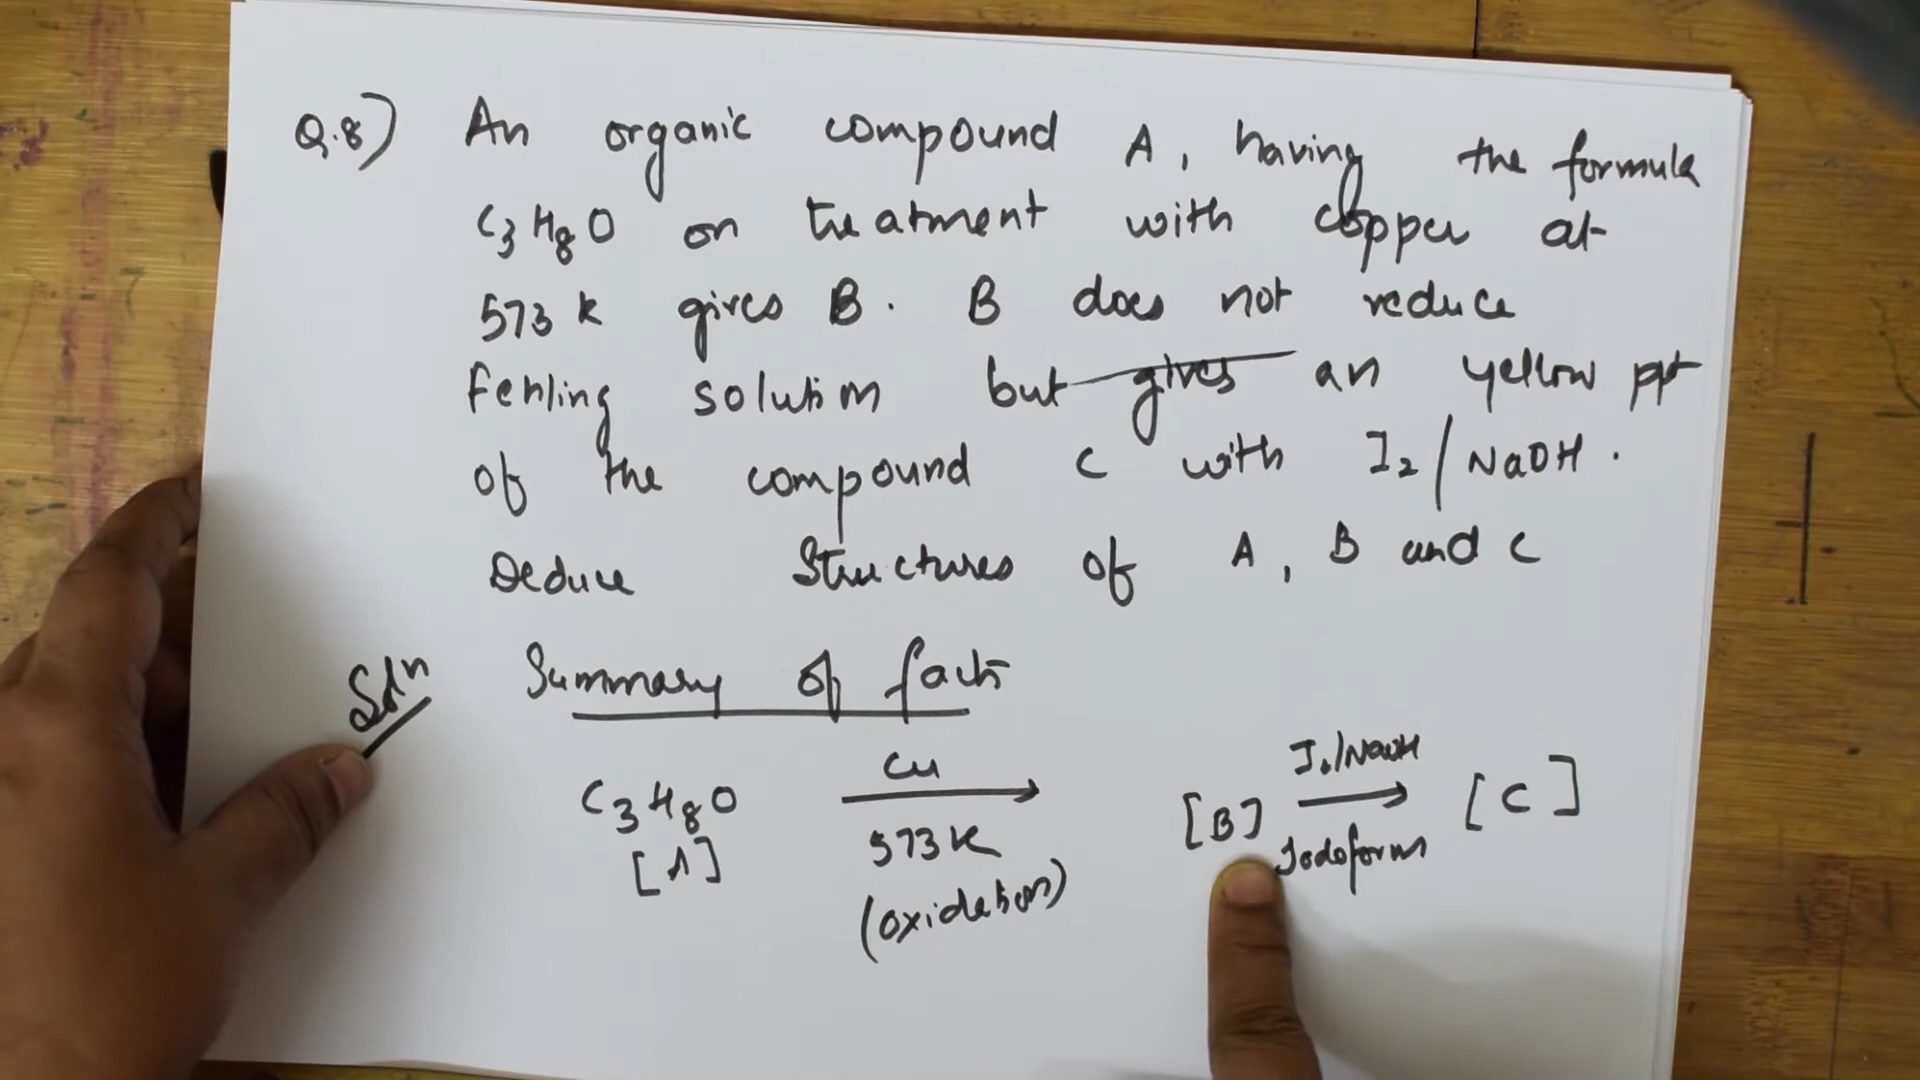 Q.8) An organic compound A, having the formula
C3H8O on treatment with copper at
573 K gives B. B does not reduce
Fehling solution but gives an yellow ppt
of the compound C with I2/NaOH.
Deduce Structures of A, B and C
Soln Summary of facts
C3H8O Cu [B] I2/NaOH [C]
[A] 573 K Iodoform
(oxidation)